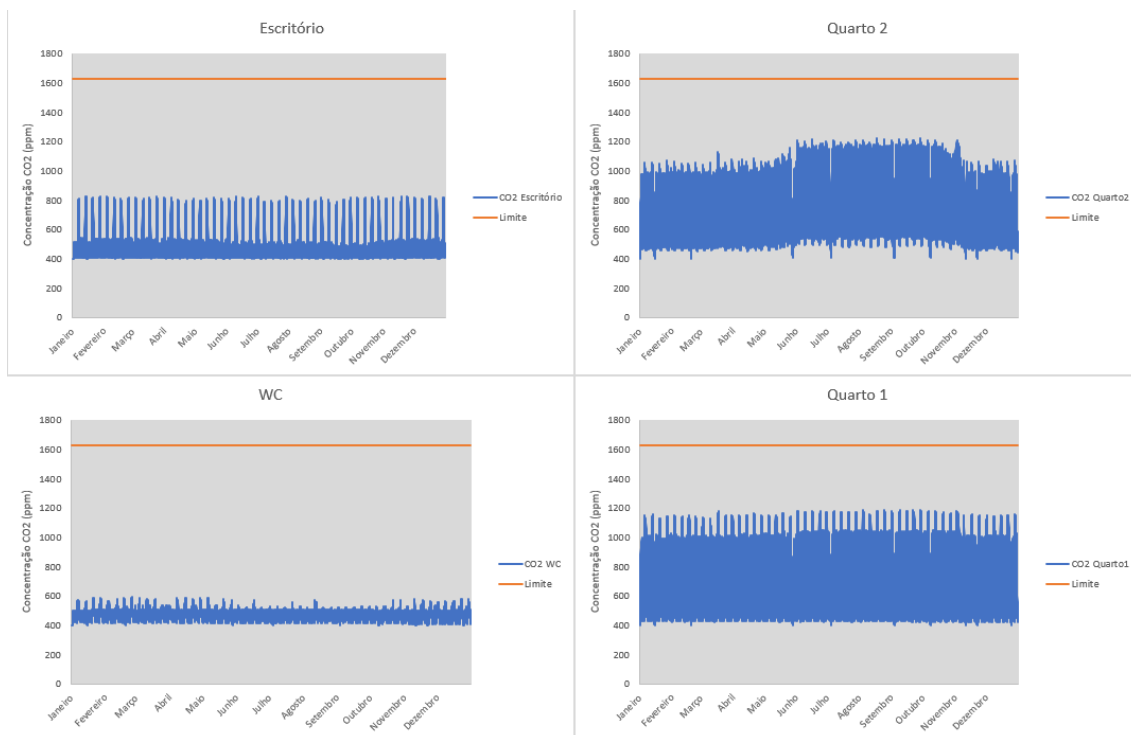 Escritório
1800
1600
1400
1200
1000
800
600
400
200
0
Concentração CO2 (ppm)
Janeiro
Fevereiro
Março
Abril
Maio
Junho
Julho
Agosto
Setembro
Outubro
Novembro
Dezembro
CO2 Escritório
Limite
Quarto 2
1800
1600
1400
1200
1000
800
600
400
200
0
Concentração CO2 (ppm)
Janeiro
Fevereiro
Março
Abril
Maio
Junho
Julho
Agosto
Setembro
Outubro
Novembro
Dezembro
CO2 Quarto2
Limite
WC
1800
1600
1400
1200
1000
800
600
400
200
0
Concentração CO2 (ppm)
Janeiro
Fevereiro
Março
Abril
Maio
Junho
Julho
Agosto
Setembro
Outubro
Novembro
Dezembro
CO2 WC
Limite
Quarto 1
1800
1600
1400
1200
1000
800
600
400
200
0
Concentração CO2 (ppm)
Janeiro
Fevereiro
Março
Abril
Maio
Junho
Julho
Agosto
Setembro
Outubro
Novembro
Dezembro
CO2 Quarto1
Limite